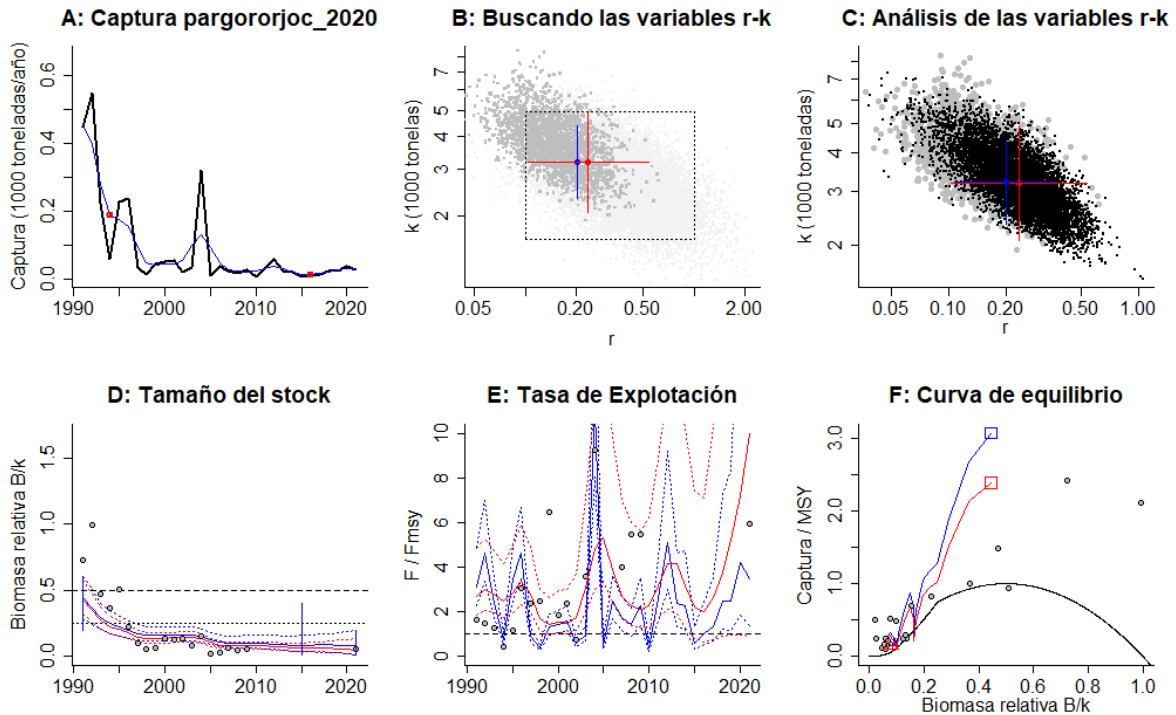 A: Captura pargororjoc_2020
Captura (1000 toneladas/año)
0.0 0.2 0.4 0.6
1990 2000 2010 2020
B: Buscando las variables r-k
k (1000 tonelas)
2 3 4 5 7
0.05 0.20 0.50 2.00
r
C: Análisis de las variables r-k
k (1000 toneladas)
2 3 4 5 7
0.05 0.10 0.20 0.50 1.00
r
D: Tamaño del stock
Biomasa relativa B/k
0.0 0.5 1.0 1.5
1990 2000 2010 2020
E: Tasa de Explotación
F / Fmsy
0 2 4 6 8 10
1990 2000 2010 2020
F: Curva de equilibrio
Captura / MSY
0.0 1.0 2.0 3.0
0.0 0.2 0.4 0.6 0.8 1.0
Biomasa relativa B/k